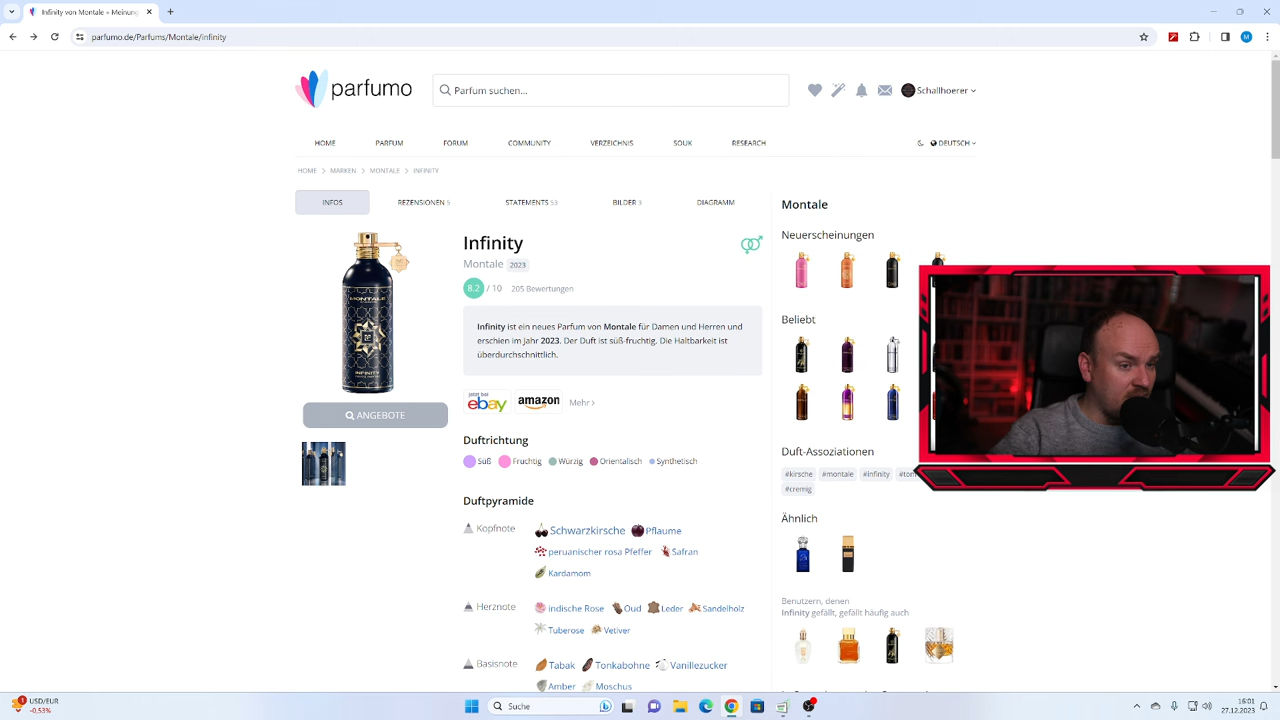 Infinity von Montale » Meinung
parfumo.de/Parfums/Montale/infinity
M
parfumo
Parfum suchen...
Schallhoerer
HOME PARFUM FORUM COMMUNITY VERZEICHNIS SOUK RESEARCH
DEUTSCH
HOME > MARKEN > MONTALE > INFINITY
INFOS
REZENSIONEN 5
STATEMENTS 53
BILDER 3
DIAGRAMM
Infinity
Montale 2023
8.2 / 10 205 Bewertungen
Infinity ist ein neues Parfum von Montale für Damen und Herren und
erschien im Jahr 2023. Der Duft ist süß-fruchtig. Die Haltbarkeit ist
überdurchschnittlich.
MONTALE
INFINITY
ANGEBOTE
jetzt bei
ebay
amazon
Mehr >
Duftrichtung
Süß Fruchtig Würzig Orientalisch Synthetisch
Duftpyramide
Kopfnote
Schwarzkirsche Pflaume
peruanischer rosa Pfeffer Safran
Kardamom
Herznote
indische Rose Oud Leder Sandelholz
Tuberose Vetiver
Basisnote
Tabak Tonkabohne Vanillezucker
Amber Moschus
Montale
Neuerscheinungen
Beliebt
Duft-Assoziationen
#kirsche #montale #infinity
#cremig
Ähnlich
Benutzern, denen
Infinity gefällt, gefällt häufig auch
1
USD/EUR
-0,53%
Suche
16:01
27.12.2023